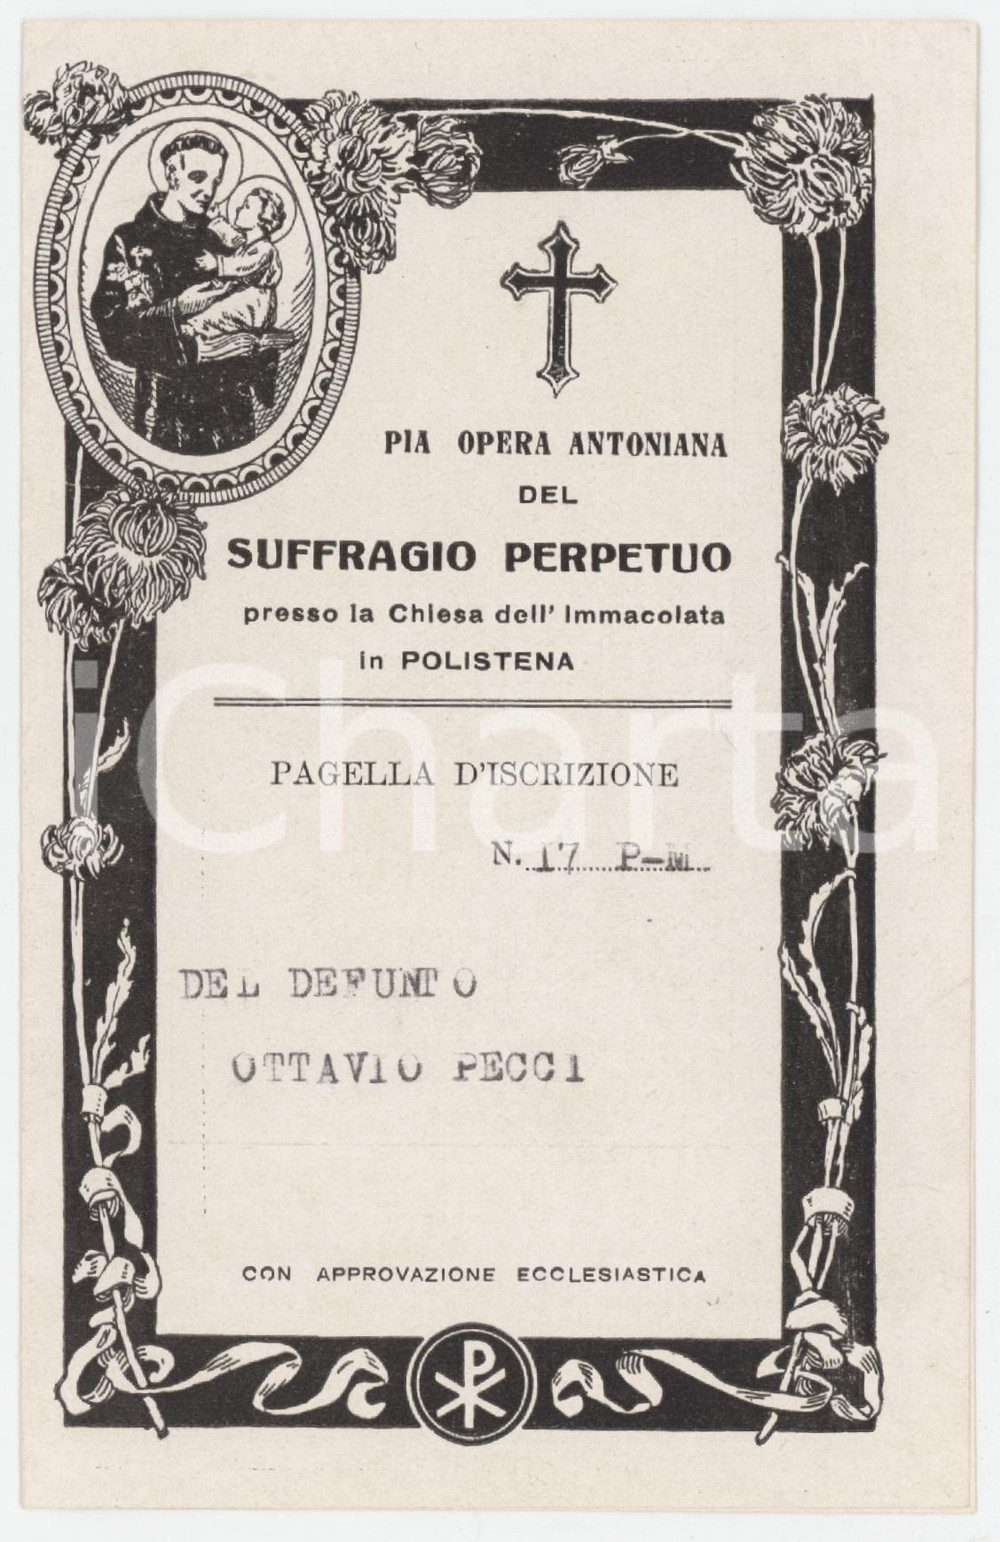 PIA OPERA ANTONIANA
DEL
SUFFRAGIO PERPETUO
presso la Chiesa dell' Immacolata
in POLISTENA
iCharta
PAGELLA D'ISCRIZIONE
N. 17 P-M
DEL DEFUNTO
OTTAVIO PECCI
CON APPROVAZIONE ECCLESIASTICA